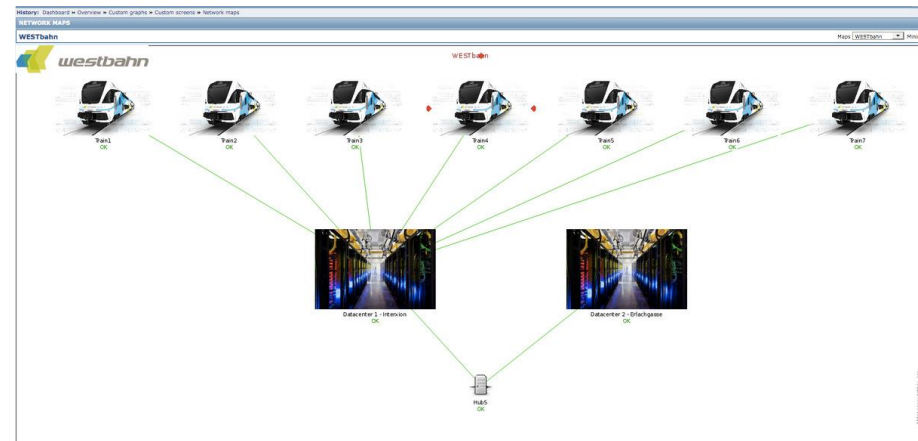 History: Dashboard » Overview » Custom graphs » Custom screens » Network maps
NETWORK MAPS
WESTbahn
Maps WESTbahn Mini
westbahn
WESTbahn
Train1
OK
Train2
OK
Train3
OK
Train4
OK
Train5
OK
Train6
OK
Train7
OK
Datacenter 1 - Interxion
OK
Datacenter 2 - Erlachgasse
OK
Hub5
OK